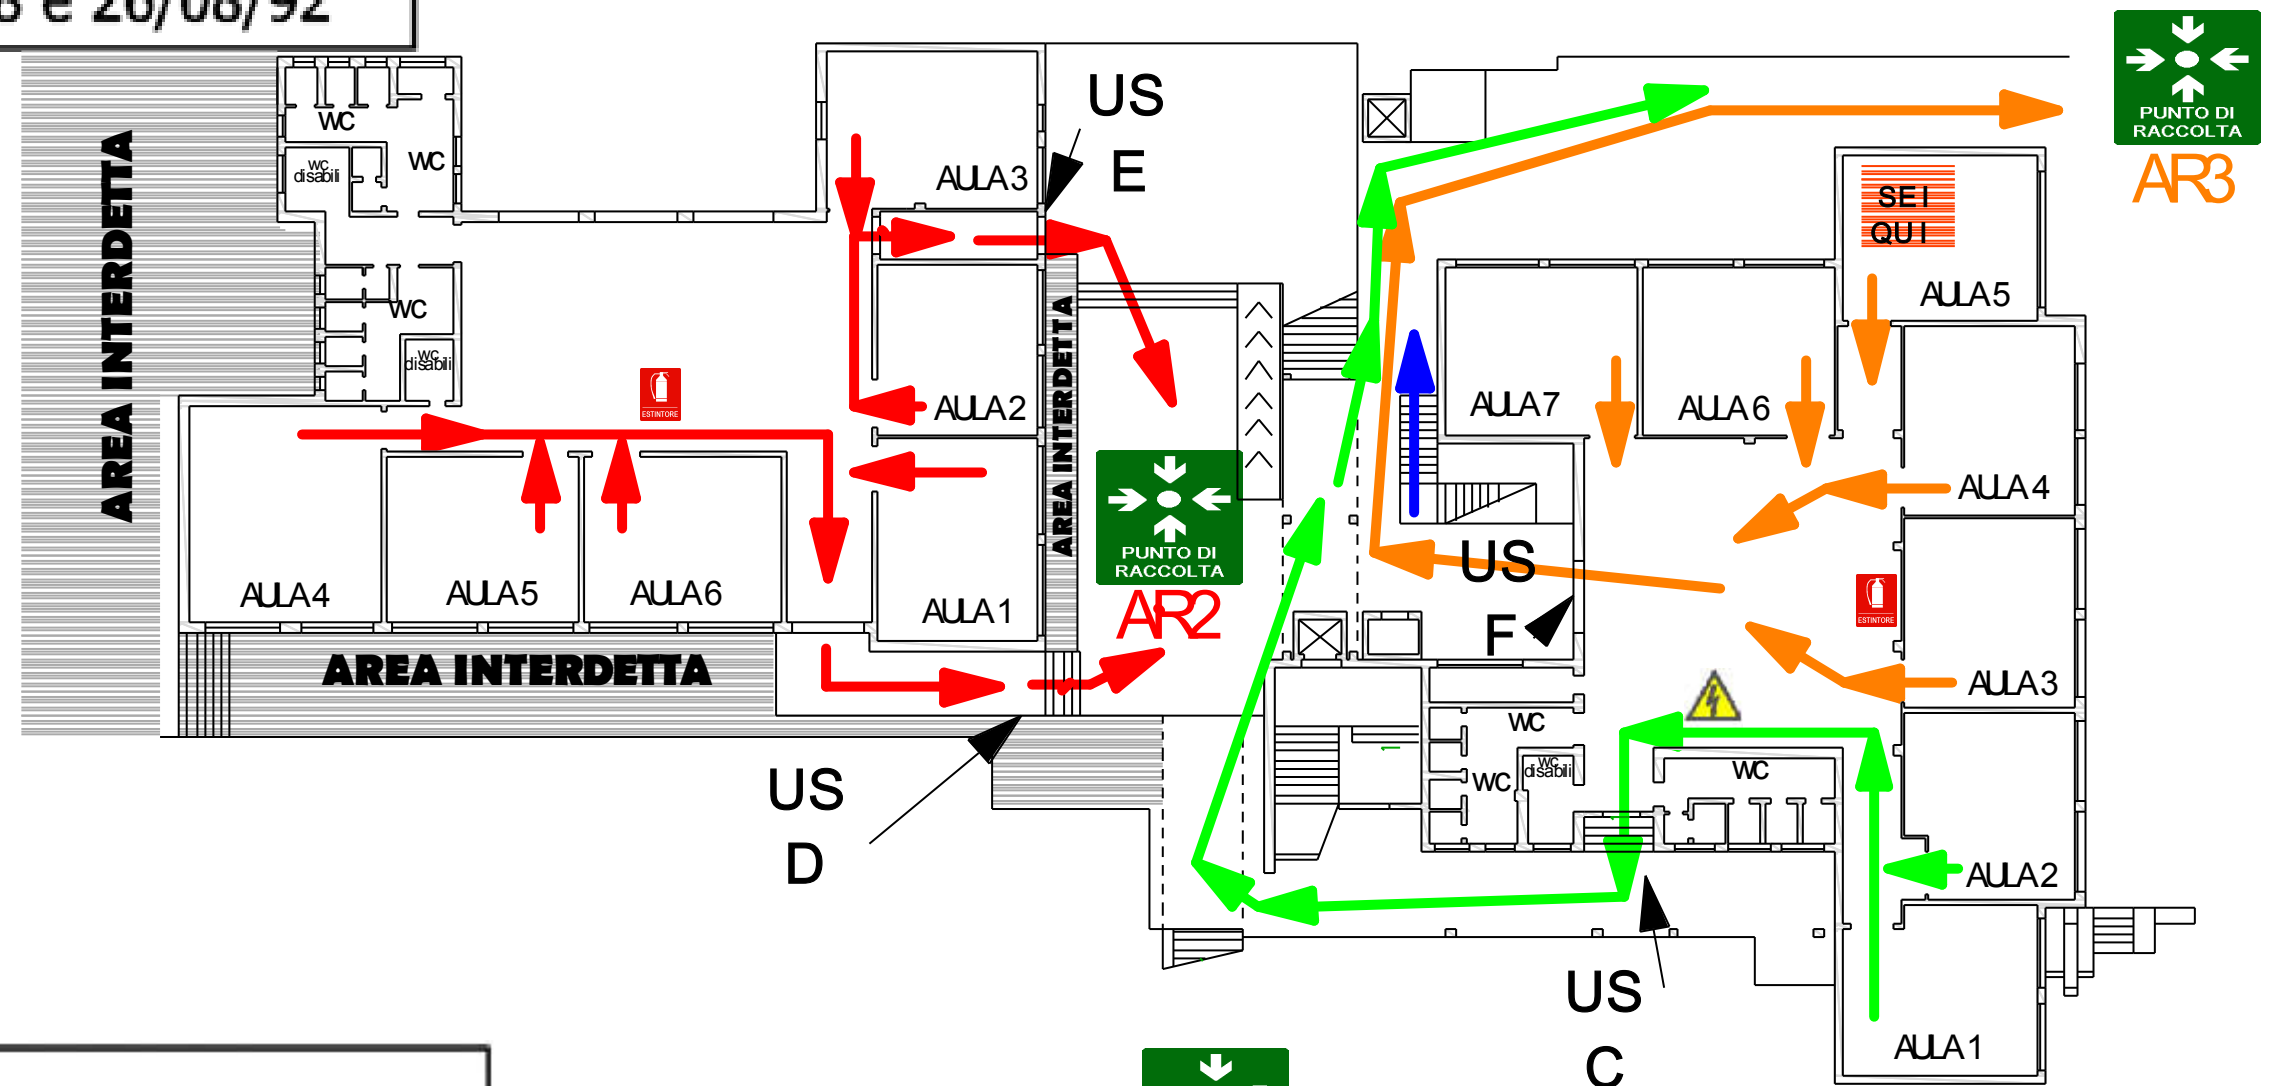 e 26/08/92
PUNTO DI
RACCOLTA
AR3
US
E
WC
WC
wc
disabili
AULA 3
SEI
QUI
AULA 5
AREA INTERDETTA
WC
wc
disabili
ESTINTORE
AULA 2
AREA INTERDETTA
AULA 7
AULA 6
AULA 4
PUNTO DI
RACCOLTA
AR2
US
F
ESTINTORE
AULA 4
AULA 5
AULA 6
AULA 1
AREA INTERDETTA
AULA 3
WC
WC
wc
disabili
WC
US
D
AULA 2
US
C
AULA 1